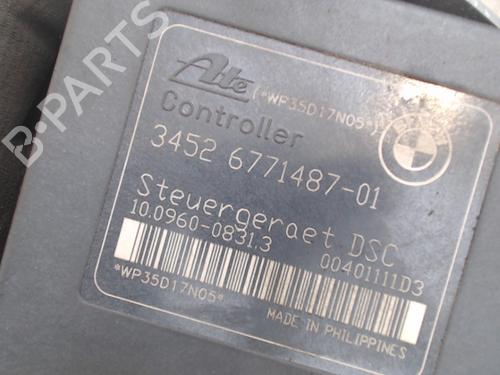 B-PARTS
Ate (*WP35D17N05*)
Controller
3452 6771487-01
Steuergeraet DSC
10.0960-0831.3 00401111D3
*WP35D17N05*
MADE IN PHILIPPINES